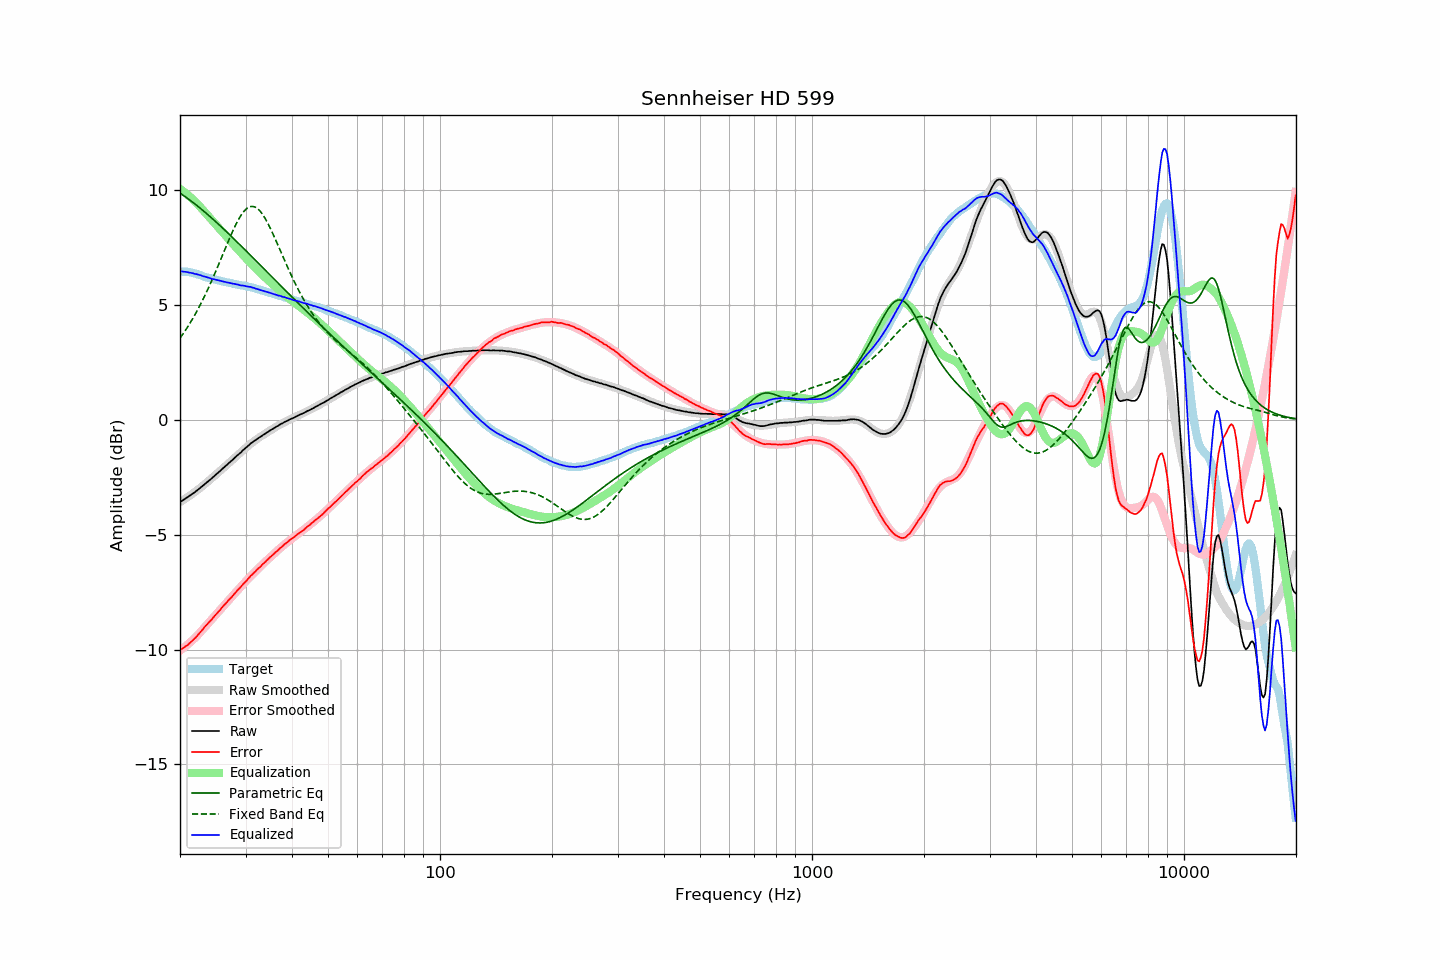 Sennheiser HD 599
10
5
0
−5
−10
−15
Amplitude (dBr)
Target
Raw Smoothed
Error Smoothed
Raw
Error
Equalization
Parametric Eq
Fixed Band Eq
Equalized
100
1000
10000
Frequency (Hz)